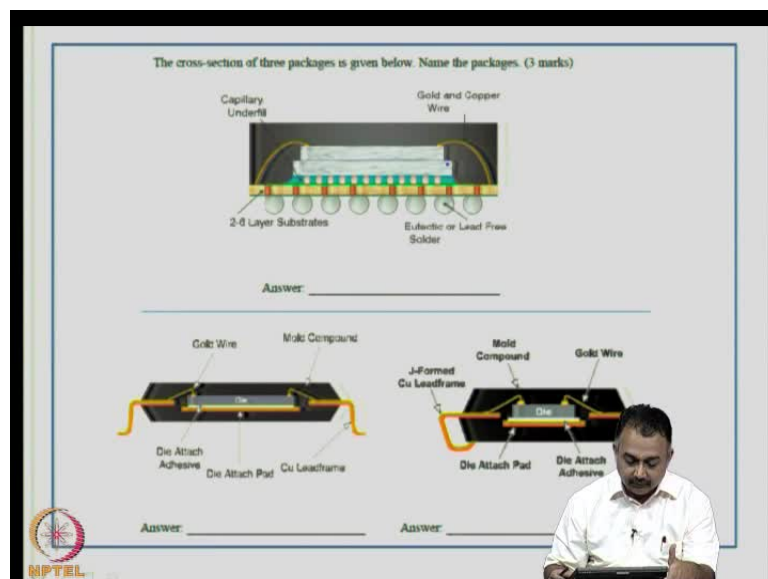 The cross-section of three packages is given below. Name the packages. (3 marks)
Capillary
Underfill
Gold and Copper
Wire
2-6 Layer Substrates
Eutectic or Lead Free
Solder
Answer:
Gold Wire
Mold Compound
Die
Die Attach
Adhesive
Die Attach Pad
Cu Leadframe
Answer:
Mold
Compound
Gold Wire
J-Formed
Cu Leadframe
Die
Die Attach Pad
Die Attach
Adhesive
Answer:
NPTEL